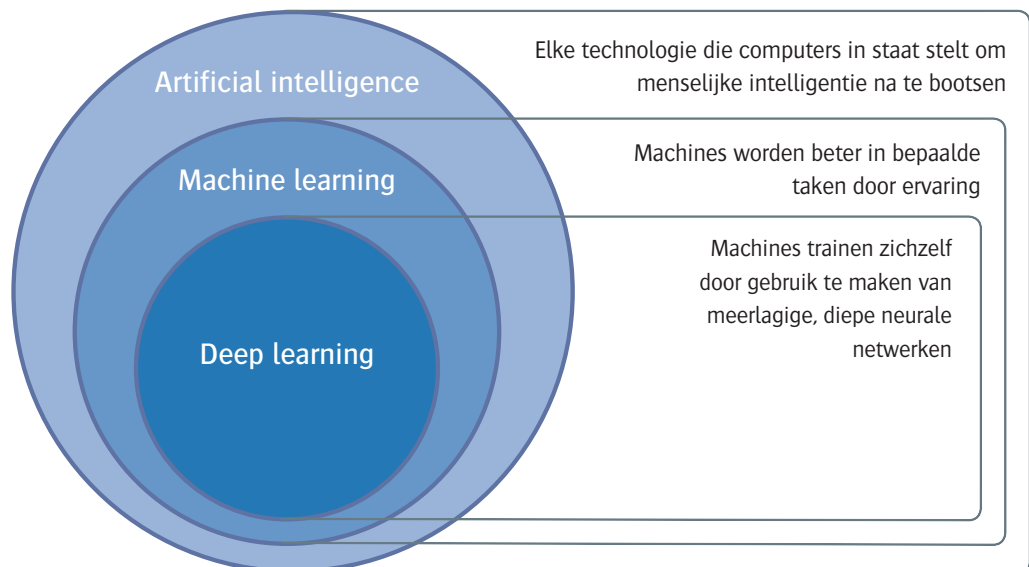 Artificial intelligence
Elke technologie die computers in staat stelt om
menselijke intelligentie na te bootsen
Machine learning
Machines worden beter in bepaalde
taken door ervaring
Deep learning
Machines trainen zichzelf
door gebruik te maken van
meerlagige, diepe neurale
netwerken